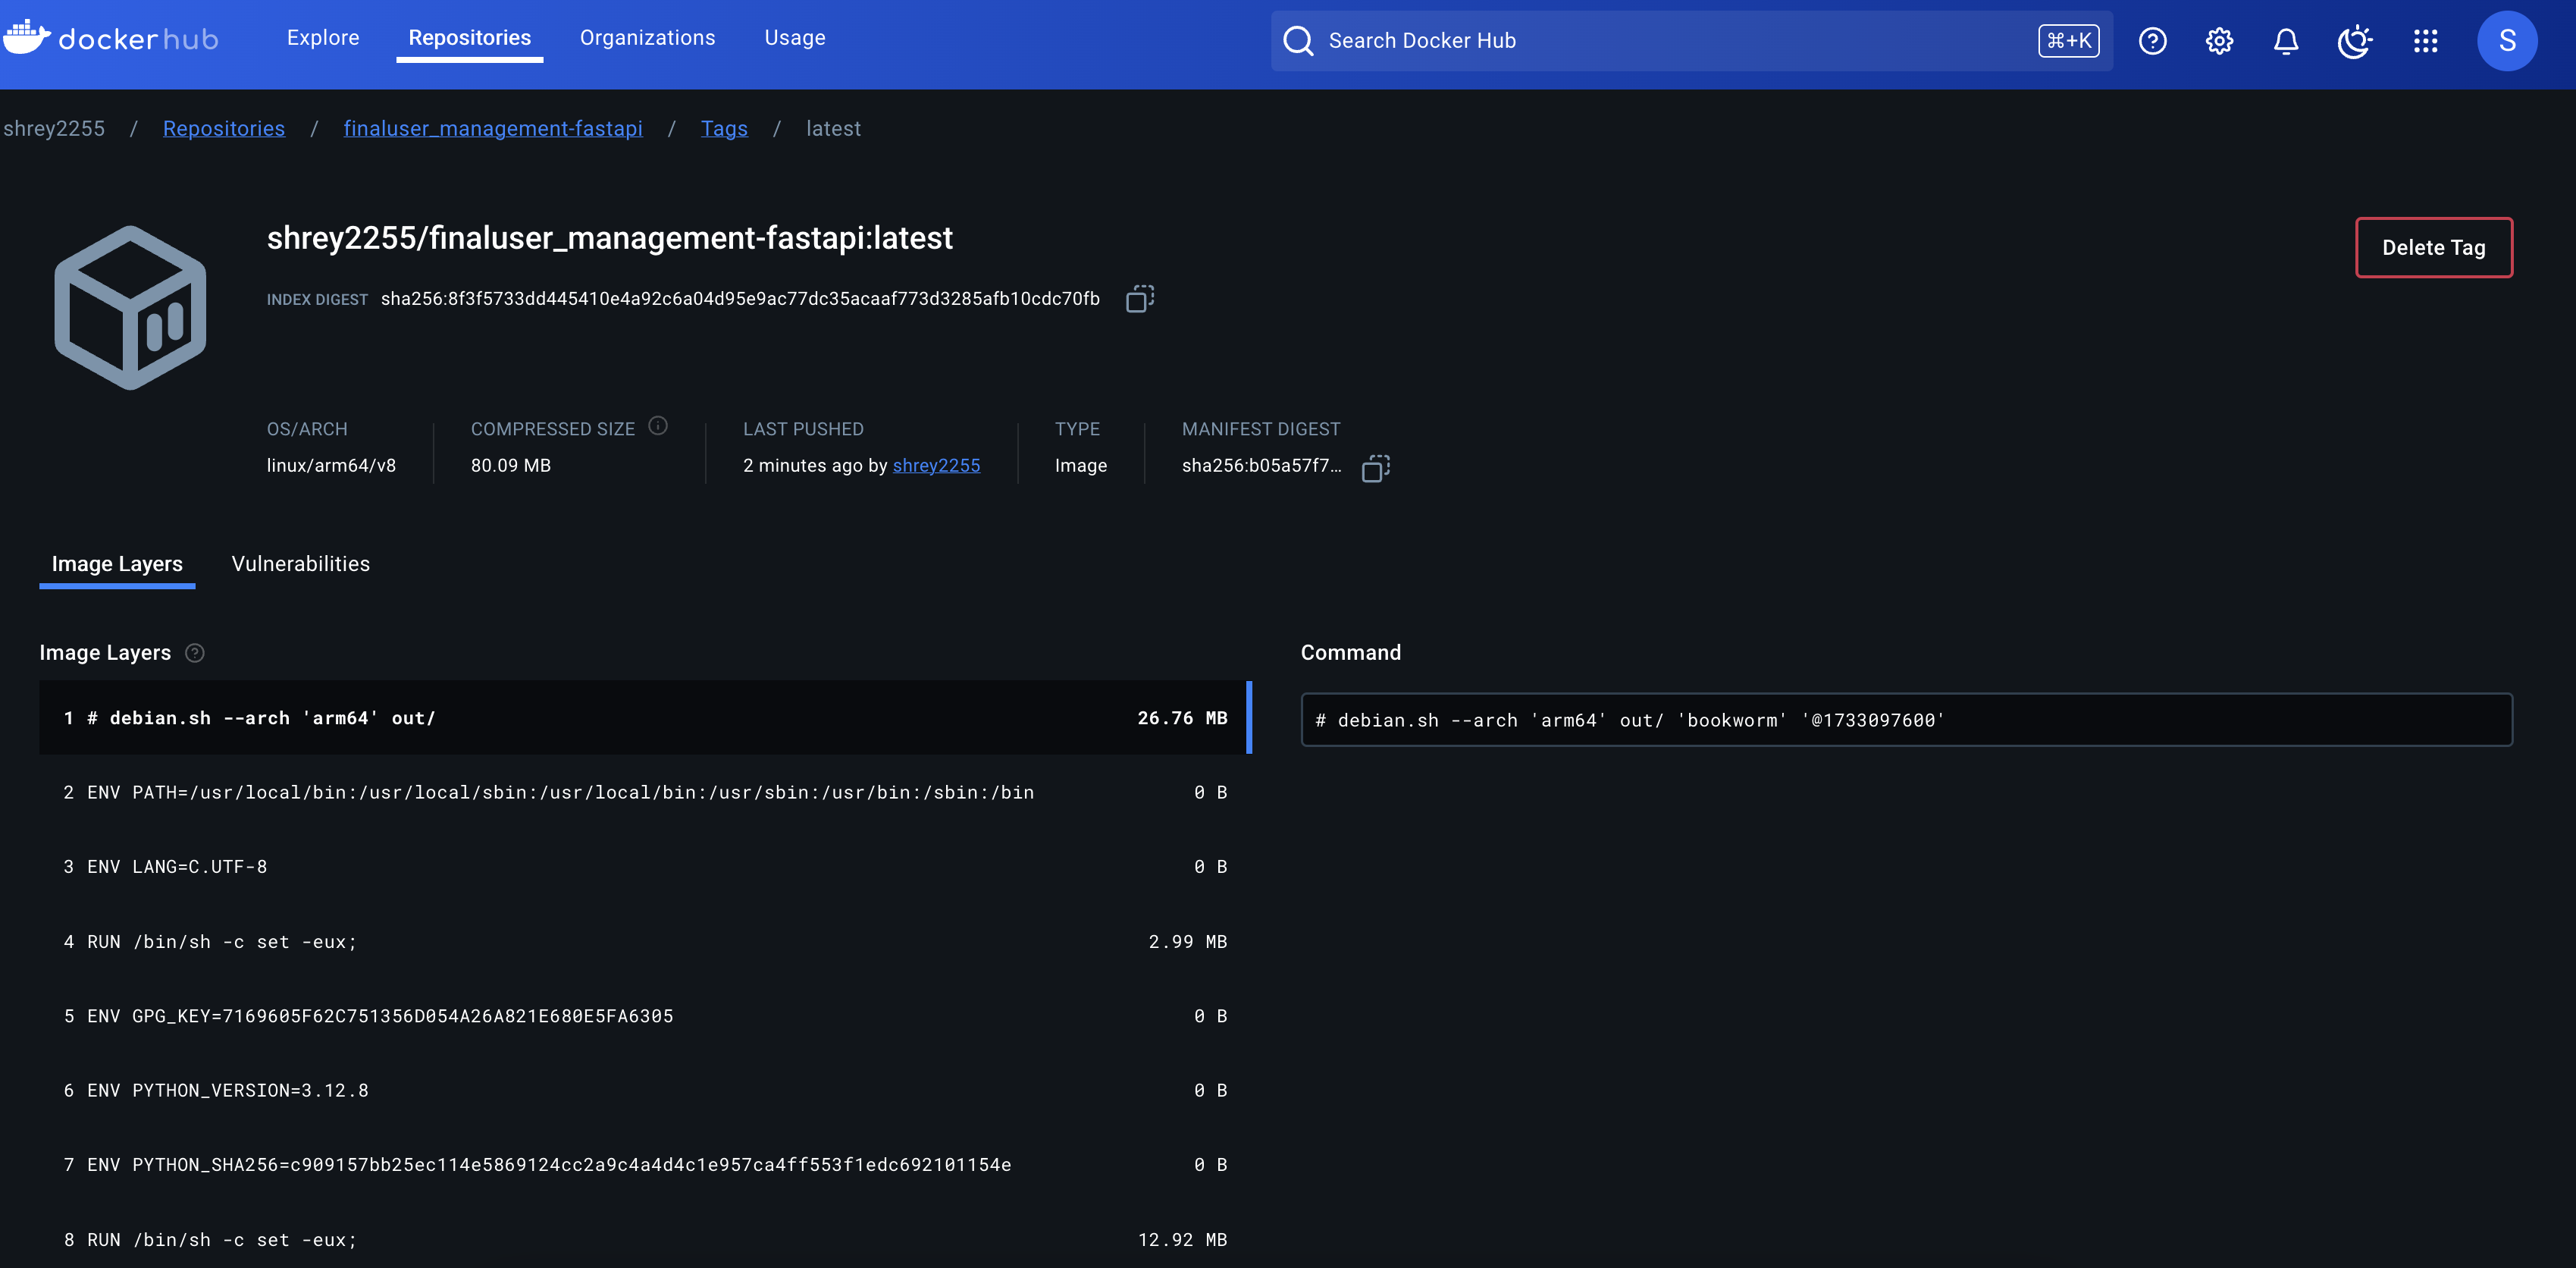 dockerhub
Explore
Repositories
Organizations
Usage
Search Docker Hub
⌘+K
S
shrey2255 / Repositories / finaluser_management-fastapi / Tags / latest
shrey2255/finaluser_management-fastapi:latest
Delete Tag
INDEX DIGEST sha256:8f3f5733dd445410e4a92c6a04d95e9ac77dc35acaaf773d3285afb10cdc70fb
OS/ARCH
linux/arm64/v8
COMPRESSED SIZE
80.09 MB
LAST PUSHED
2 minutes ago by shrey2255
TYPE
Image
MANIFEST DIGEST
sha256:b05a57f7...
Image Layers
Vulnerabilities
Image Layers
1 # debian.sh --arch 'arm64' out/ 26.76 MB
2 ENV PATH=/usr/local/bin:/usr/local/sbin:/usr/local/bin:/usr/sbin:/usr/bin:/sbin:/bin 0 B
3 ENV LANG=C.UTF-8 0 B
4 RUN /bin/sh -c set -eux; 2.99 MB
5 ENV GPG_KEY=7169605F62C751356D054A26A821E680E5FA6305 0 B
6 ENV PYTHON_VERSION=3.12.8 0 B
7 ENV PYTHON_SHA256=c909157bb25ec114e5869124cc2a9c4a4d4c1e957ca4ff553f1edc692101154e 0 B
8 RUN /bin/sh -c set -eux; 12.92 MB
Command
# debian.sh --arch 'arm64' out/ 'bookworm' '@1733097600'